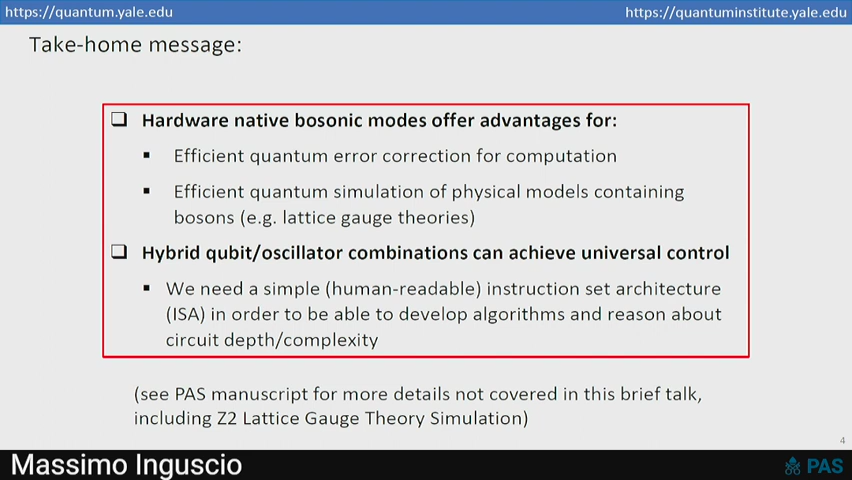 https://quantum.yale.edu
https://quantuminstitute.yale.edu
Take-home message:
Hardware native bosonic modes offer advantages for:
Efficient quantum error correction for computation
Efficient quantum simulation of physical models containing
bosons (e.g. lattice gauge theories)
Hybrid qubit/oscillator combinations can achieve universal control
We need a simple (human-readable) instruction set architecture
(ISA) in order to be able to develop algorithms and reason about
circuit depth/complexity
(see PAS manuscript for more details not covered in this brief talk,
including Z2 Lattice Gauge Theory Simulation)
4
Massimo Inguscio
PAS